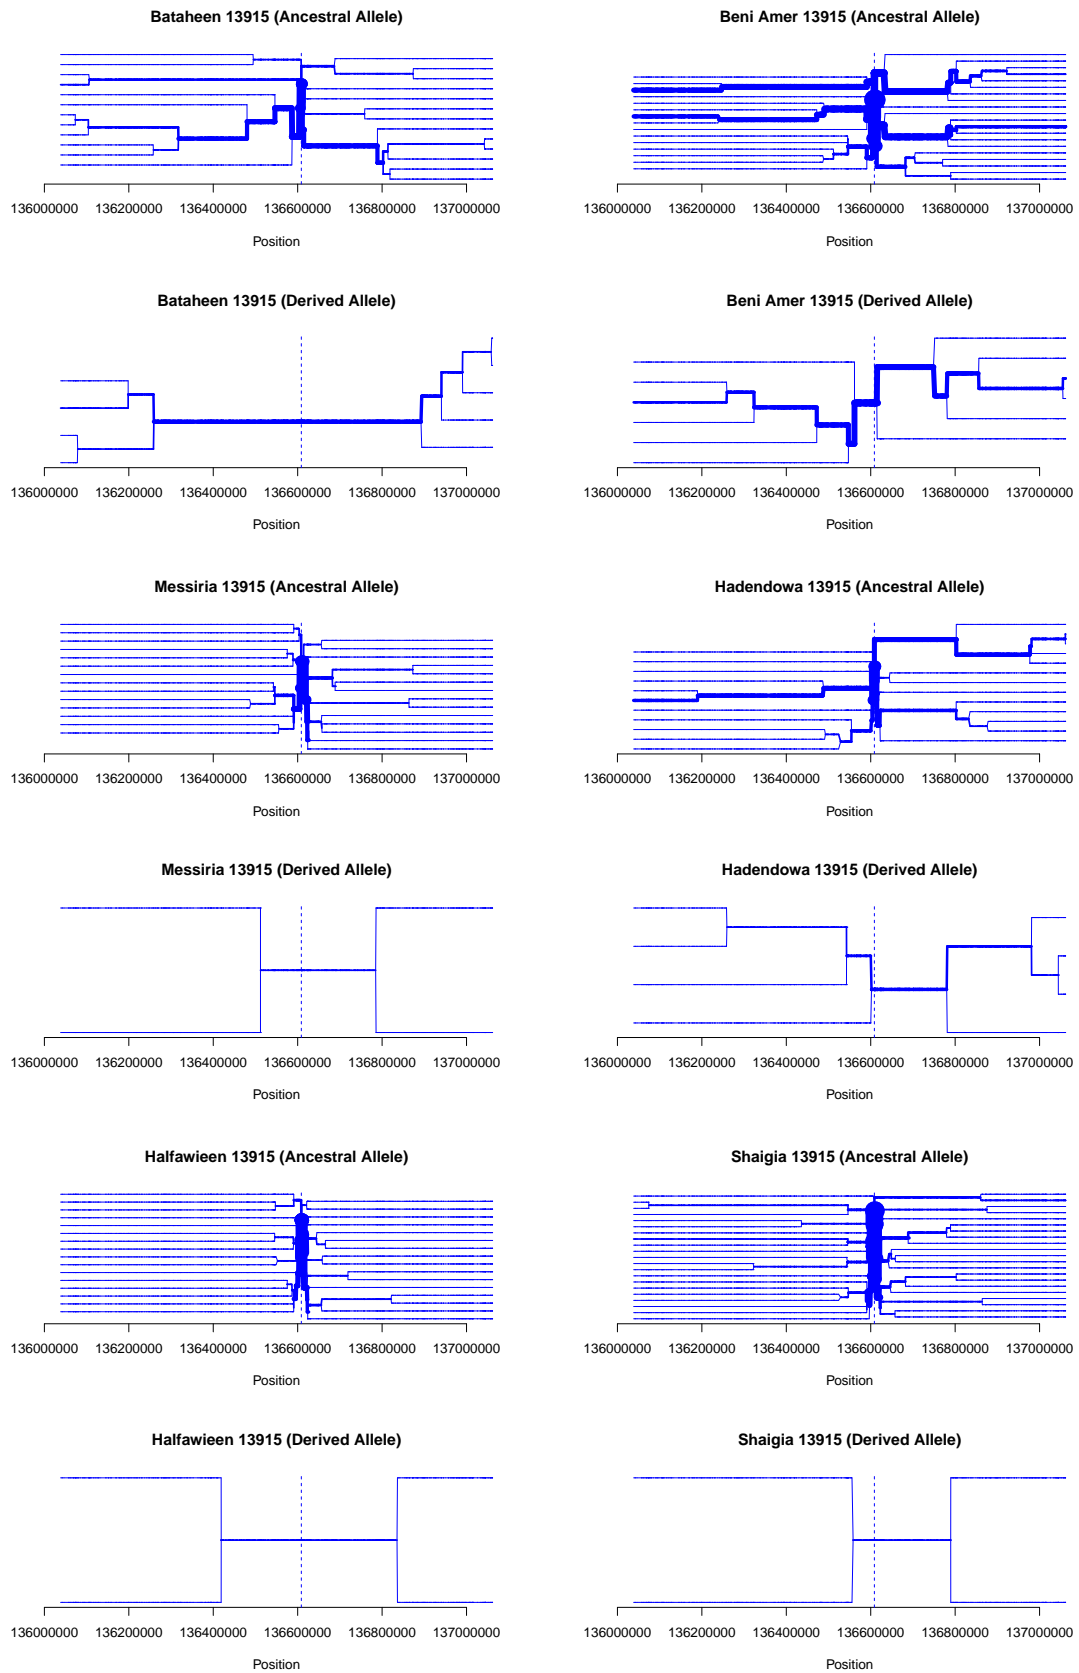 Bataheen 13915 (Ancestral Allele)
136000000 136200000 136400000 136600000 136800000 137000000
Position
Beni Amer 13915 (Ancestral Allele)
136000000 136200000 136400000 136600000 136800000 137000000
Position
Bataheen 13915 (Derived Allele)
136000000 136200000 136400000 136600000 136800000 137000000
Position
Beni Amer 13915 (Derived Allele)
136000000 136200000 136400000 136600000 136800000 137000000
Position
Messiria 13915 (Ancestral Allele)
136000000 136200000 136400000 136600000 136800000 137000000
Position
Hadendowa 13915 (Ancestral Allele)
136000000 136200000 136400000 136600000 136800000 137000000
Position
Messiria 13915 (Derived Allele)
136000000 136200000 136400000 136600000 136800000 137000000
Position
Hadendowa 13915 (Derived Allele)
136000000 136200000 136400000 136600000 136800000 137000000
Position
Halfawieen 13915 (Ancestral Allele)
136000000 136200000 136400000 136600000 136800000 137000000
Position
Shaigia 13915 (Ancestral Allele)
136000000 136200000 136400000 136600000 136800000 137000000
Position
Halfawieen 13915 (Derived Allele)
136000000 136200000 136400000 136600000 136800000 137000000
Position
Shaigia 13915 (Derived Allele)
136000000 136200000 136400000 136600000 136800000 137000000
Position